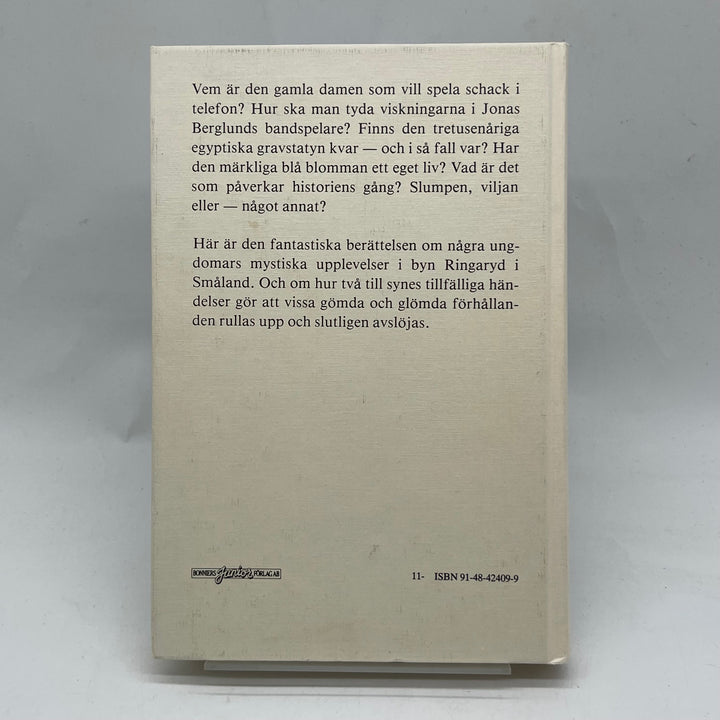 Vem är den gamla damen som vill spela schack i
telefon? Hur ska man tyda viskningarna i Jonas
Berglunds bandspelare? Finns den tretusenåriga
egyptiska gravstatyn kvar — och i så fall var? Har
den märkliga blå blomman ett eget liv? Vad är det
som påverkar historiens gång? Slumpen, viljan
eller — något annat?
Här är den fantastiska berättelsen om några ung-
domars mystiska upplevelser i byn Ringaryd i
Småland. Och om hur två till synes tillfälliga hän-
delser gör att vissa gömda och glömda förhållan-
den rullas upp och slutligen avslöjas.
BONNIERS Junior FÖRLAG AB
11- ISBN 91-48-42409-9